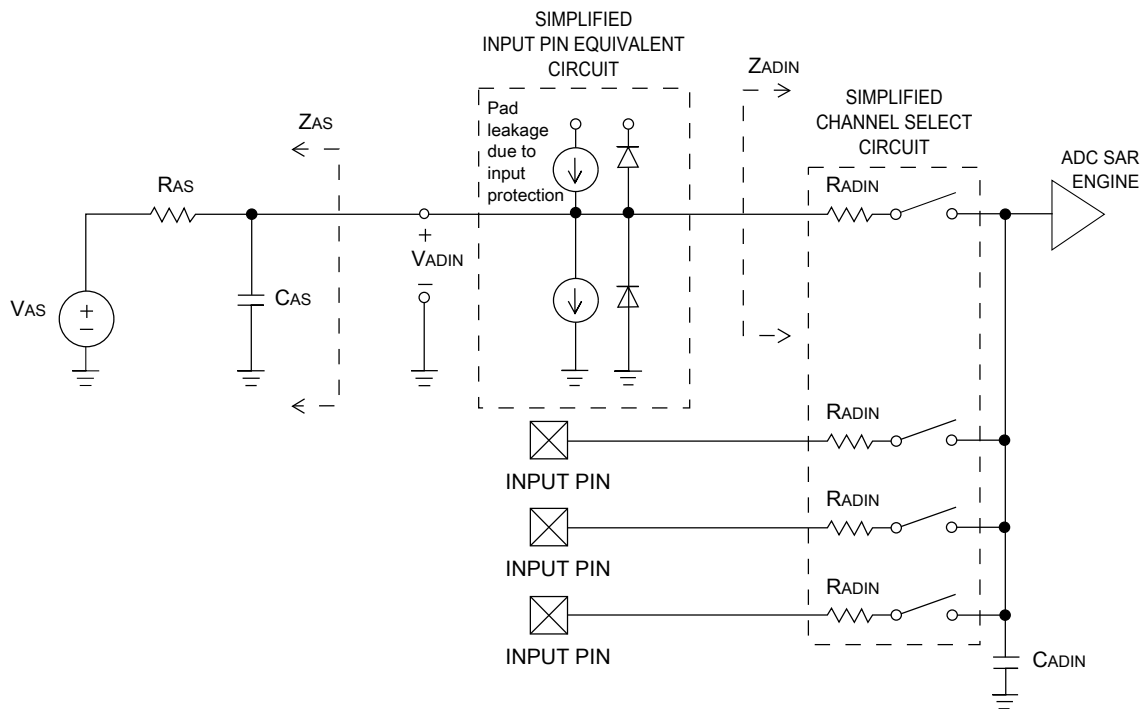 SIMPLIFIED
INPUT PIN EQUIVALENT
CIRCUIT
ZADIN
SIMPLIFIED
CHANNEL SELECT
CIRCUIT
ADC SAR
ENGINE
Pad
leakage
due to
input
protection
ZAS
RAS
RADIN
+
VADIN
–
CAS
VAS
+
–
RADIN
INPUT PIN
RADIN
INPUT PIN
RADIN
INPUT PIN
CADIN